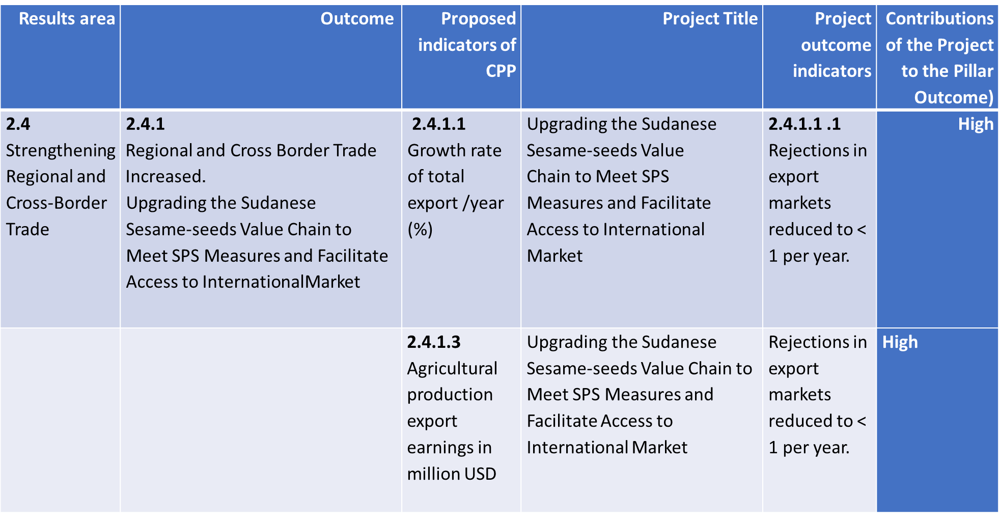 Results area
Outcome
Proposed
indicators of
CPP
Project Title
Project
outcome
indicators
Contributions
of the Project
to the Pillar
Outcome)
2.4
Strengthening
Regional and
Cross-Border
Trade
2.4.1
Regional and Cross Border Trade
Increased.
Upgrading the Sudanese
Sesame-seeds Value Chain to
Meet SPS Measures and Facilitate
Access to InternationalMarket
2.4.1.1
Growth rate
of total
export /year
(%)
Upgrading the Sudanese
Sesame-seeds Value
Chain to Meet SPS
Measures and Facilitate
Access to International
Market
2.4.1.1 .1
Rejections in
export
markets
reduced to <
1 per year.
High
2.4.1.3
Agricultural
production
export
earnings in
million USD
Upgrading the Sudanese
Sesame-seeds Value Chain to
Meet SPS Measures and
Facilitate Access to
International Market
Rejections in
export
markets
reduced to <
1 per year.
High